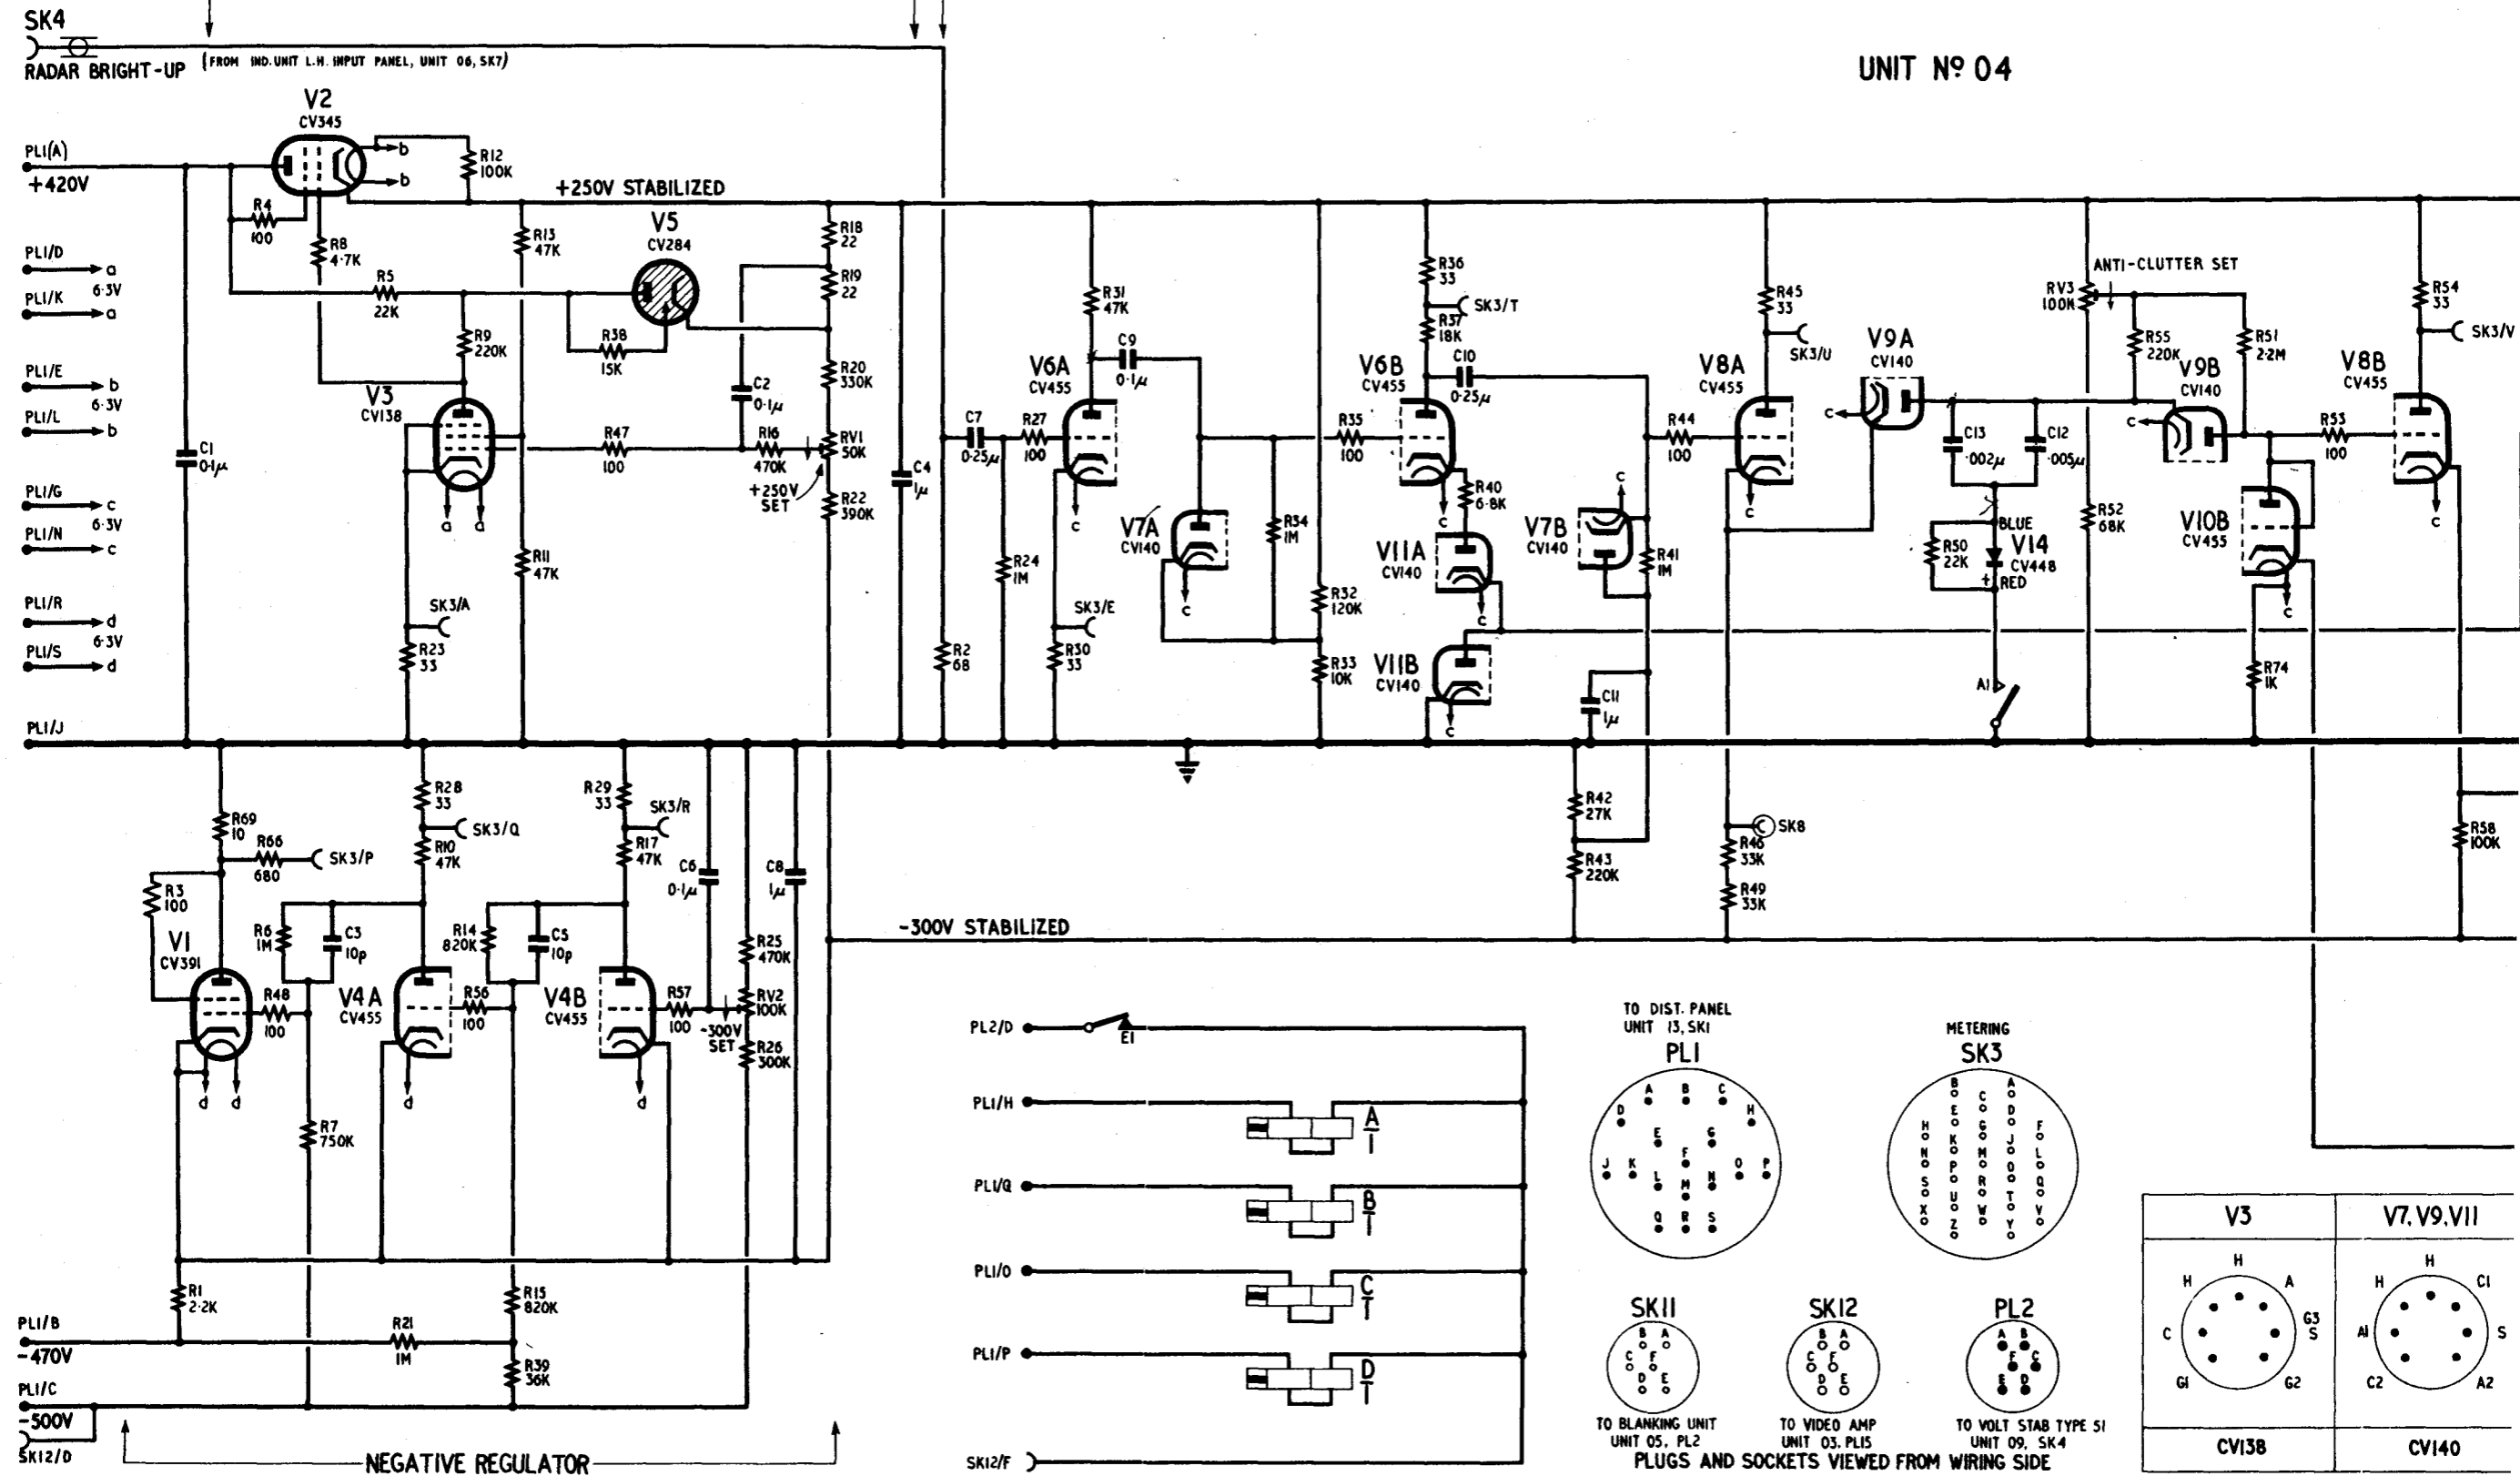 SK4
RADAR BRIGHT-UP
(FROM IND. UNIT L.H. INPUT PANEL, UNIT 06, SK7)
UNIT Nº 04
V2
CV345
PL1(A)
+420V
b
b
R12
100K
+250V STABILIZED
R4
100
R8
4·7K
R13
47K
V5
CV284
R18
22
R19
22
PL1/D
a
6·3V
PL1/K
a
R5
22K
R9
220K
R38
15K
R20
330K
PL1/E
b
6·3V
PL1/L
b
V3
CV138
C2
0·1µ
R47
100
R16
470K
RV1
50K
+250V
SET
R22
390K
C1
0·1µ
C4
1µ
a
a
PL1/G
c
6·3V
PL1/N
c
R11
47K
PL1/R
d
6·3V
PL1/S
d
SK3/A
R23
33
PL1/J
R31
47K
C9
0·1µ
V6A
CV455
C7
0·25µ
R27
100
c
R24
1M
V7A
CV140
c
R34
1M
SK3/E
R30
33
R2
68
R32
120K
R33
10K
R36
33
SK3/T
R37
18K
C10
0·25µ
V6B
CV455
R35
100
c
R40
6·8K
V11A
CV140
c
V11B
CV140
c
V7B
CV140
c
R41
1M
C11
1µ
R45
33
SK3/U
V8A
CV455
R44
100
c
V9A
CV140
c
ANTI-CLUTTER SET
RV3
100K
R55
220K
R51
2·2M
V9B
CV140
c
C13
·002µ
C12
·005µ
BLUE
V14
CV448
+
RED
R50
22K
A1
R52
68K
V10B
CV455
c
R74
1K
R53
100
V8B
CV455
c
R54
33
SK3/V
R69
10
R66
680
SK3/P
R3
100
V1
CV391
R28
33
SK3/Q
R10
47K
R29
33
SK3/R
R17
47K
C6
0·1µ
C8
1µ
R6
1M
C3
10p
R14
820K
C5
10p
R25
470K
R48
100
V4A
CV455
R56
100
V4B
CV455
R57
100
RV2
100K
-300V
SET
R26
300K
d
d
d
d
R7
750K
R42
27K
R43
220K
SK8
R46
33K
R49
33K
R58
100K
-300V STABILIZED
R1
2·2K
R15
820K
PL1/B
-470V
R21
1M
R39
36K
PL1/C
-500V
SK12/D
NEGATIVE REGULATOR
PL2/D
E1
PL1/H
A
1
PL1/Q
B
1
PL1/O
C
1
PL1/P
D
1
SK12/F
TO DIST. PANEL
UNIT 13, SK1
PL1
A B C
D H
E G
F
J K O P
L M N
Q R S
METERING
SK3
B A
C
E D
H G F
K J
N M L
P O
S R Q
U T
X W V
Z Y
SK11
B A
C F
D E
TO BLANKING UNIT
UNIT 05, PL2
SK12
B A
C F
D E
TO VIDEO AMP
UNIT 03. PL15
PL2
A B
F C
E D
TO VOLT STAB TYPE 51
UNIT 09, SK4
PLUGS AND SOCKETS VIEWED FROM WIRING SIDE
V3
H
H A
C G3
S
G1 G2
CV138
V7, V9, V11
H
H C1
A1 S
C2 A2
CV140